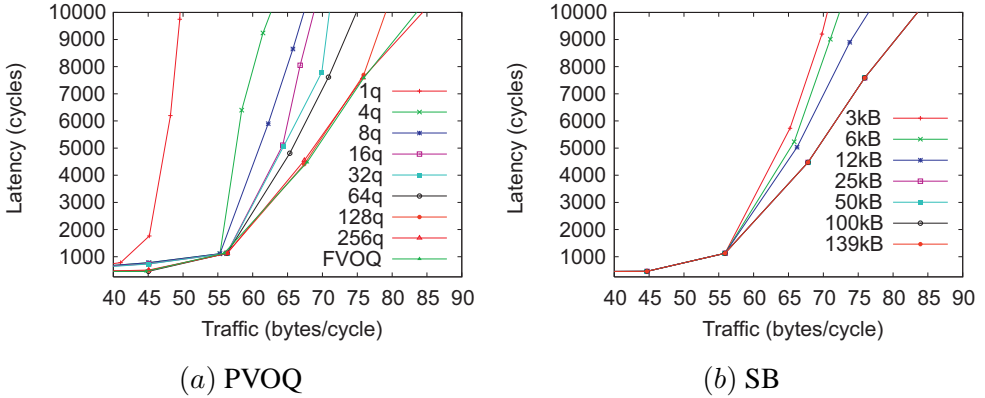 10000
9000
8000
7000
6000
5000
4000
3000
2000
1000
Latency (cycles)
40 45 50 55 60 65 70 75 80 85 90
Traffic (bytes/cycle)
1q
4q
8q
16q
32q
64q
128q
256q
FVOQ
(a) PVOQ
10000
9000
8000
7000
6000
5000
4000
3000
2000
1000
Latency (cycles)
40 45 50 55 60 65 70 75 80 85 90
Traffic (bytes/cycle)
3kB
6kB
12kB
25kB
50kB
100kB
139kB
(b) SB